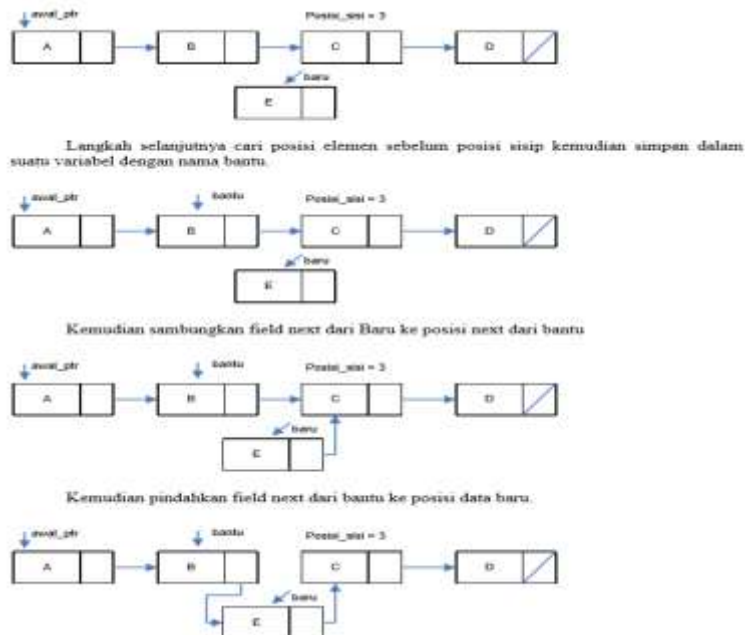 awal_ptr Posisi_sisi = 3
A B C D
baru
E
Langkah selanjutnya cari posisi elemen sebelum posisi sisip kemudian simpan dalam
suatu variabel dengan nama bantu.
awal_ptr bantu Posisi_sisi = 3
A B C D
baru
E
Kemudian sambungkan field next dari Baru ke posisi next dari bantu
awal_ptr bantu Posisi_sisi = 3
A B C D
baru
E
Kemudian pindahkan field next dari bantu ke posisi data baru.
awal_ptr bantu Posisi_sisi = 3
A B C D
baru
E